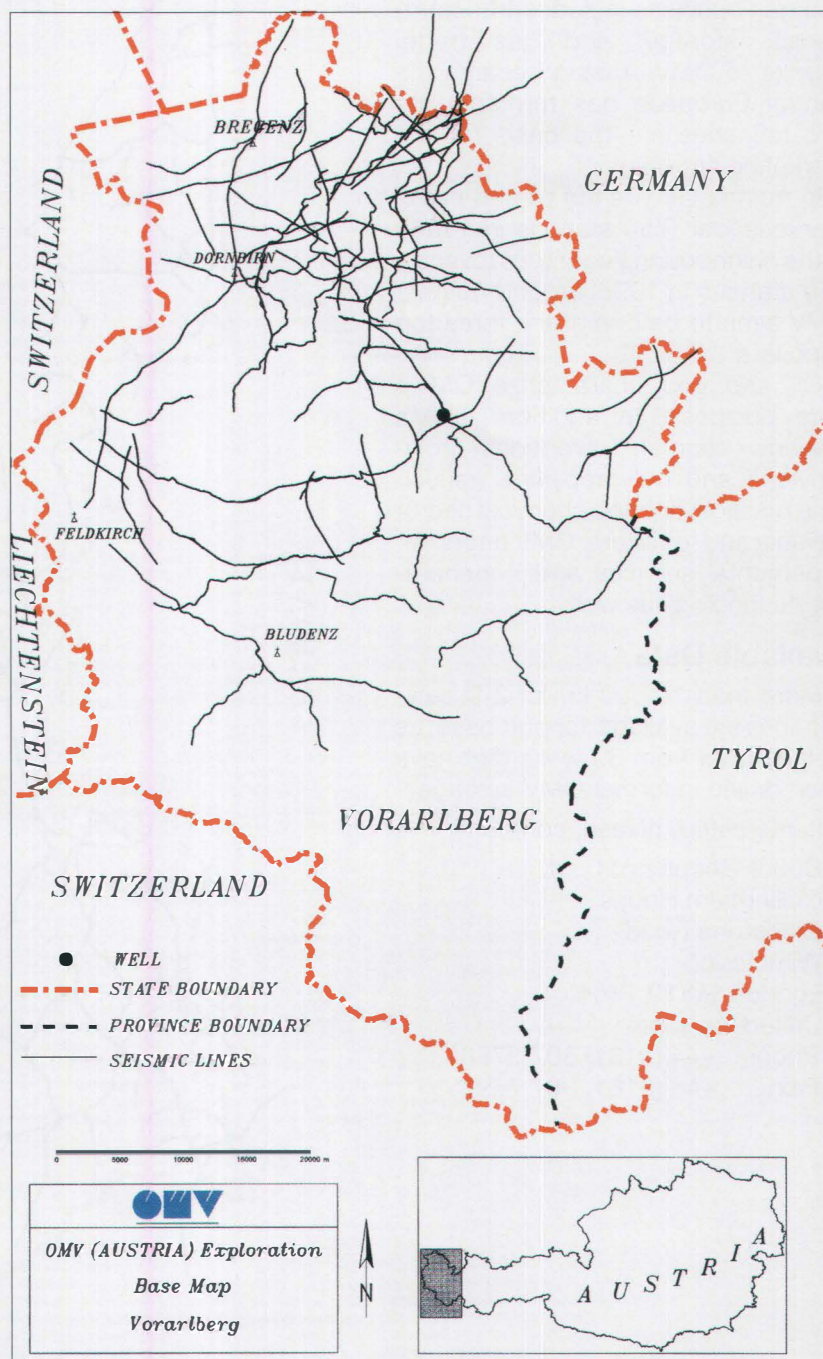 BREGENZ
GERMANY
SWITZERLAND
DORNBIRN
FELDKIRCH
LIECHTENSTEIN
BLUDENZ
TYROL
VORARLBERG
SWITZERLAND
WELL
STATE BOUNDARY
PROVINCE BOUNDARY
SEISMIC LINES
0 5000 10000 15000 20000 m
OMV
OMV (AUSTRIA) Exploration
Base Map
Vorarlberg
N
AUSTRIA